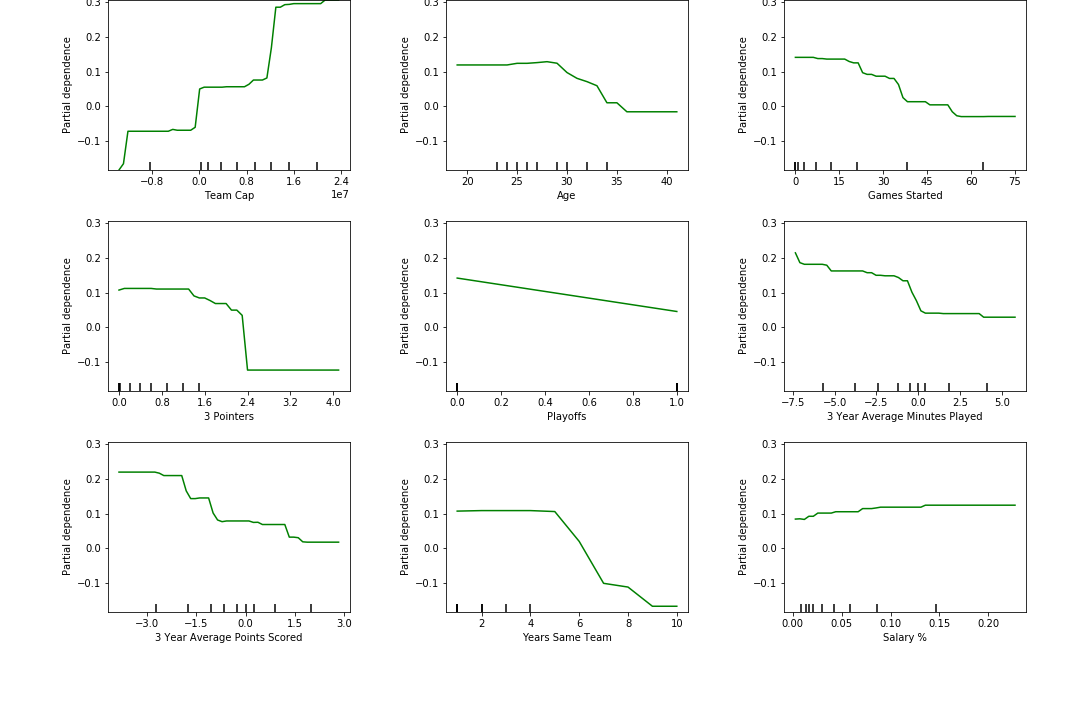 0.3
0.2
0.1
0.0
−0.1
Partial dependence
−0.8 0.0 0.8 1.6 2.4
1e7
Team Cap
0.3
0.2
0.1
0.0
−0.1
Partial dependence
20 25 30 35 40
Age
0.3
0.2
0.1
0.0
−0.1
Partial dependence
0 15 30 45 60 75
Games Started
0.3
0.2
0.1
0.0
−0.1
Partial dependence
0.0 0.8 1.6 2.4 3.2 4.0
3 Pointers
0.3
0.2
0.1
0.0
−0.1
Partial dependence
0.0 0.2 0.4 0.6 0.8 1.0
Playoffs
0.3
0.2
0.1
0.0
−0.1
Partial dependence
−7.5 −5.0 −2.5 0.0 2.5 5.0
3 Year Average Minutes Played
0.3
0.2
0.1
0.0
−0.1
Partial dependence
−3.0 −1.5 0.0 1.5 3.0
3 Year Average Points Scored
0.3
0.2
0.1
0.0
−0.1
Partial dependence
2 4 6 8 10
Years Same Team
0.3
0.2
0.1
0.0
−0.1
Partial dependence
0.00 0.05 0.10 0.15 0.20
Salary %